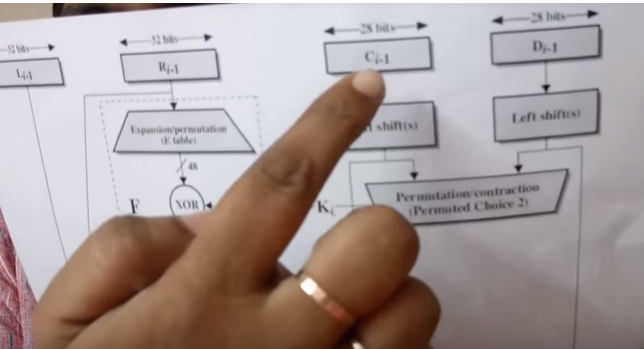 32 bits
32 bits
28 bits
28 bits
Li-1
Ri-1
Ci-1
Di-1
Expansion/permutation
(E table)
shift(s)
Left shift(s)
48
F
XOR
Ki
Permutation/contraction
(Permuted Choice 2)